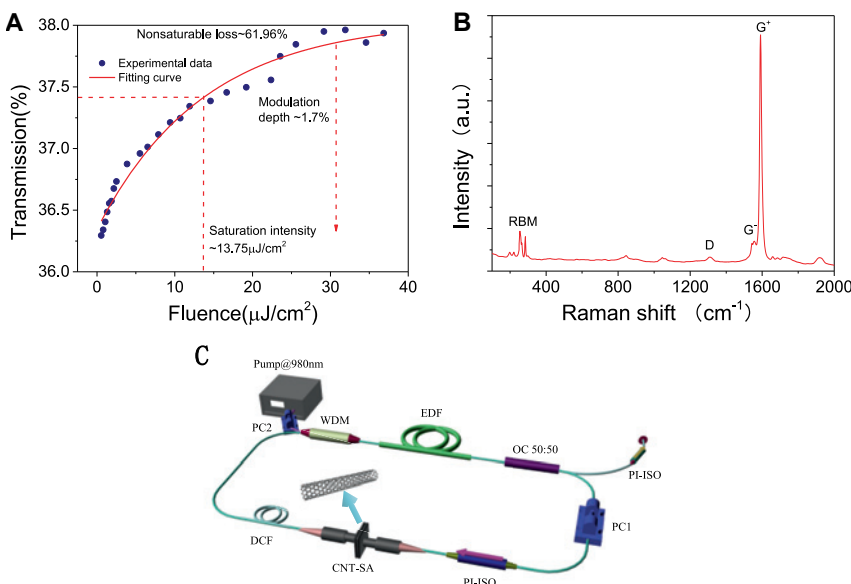 A
Nonsaturable loss~61.96%
Experimental data
Fitting curve
Modulation
depth ~1.7%
Saturation intensity
~13.75μJ/cm²
Transmission(%)
38.0
37.5
37.0
36.5
36.0
0
10
20
30
40
Fluence(μJ/cm²)
B
G⁺
RBM
D
G⁻
Intensity (a.u.)
400
800
1200
1600
2000
Raman shift (cm⁻¹)
C
Pump@980nm
PC2
WDM
EDF
OC 50:50
PI-ISO
PC1
DCF
CNT-SA
PI-ISO